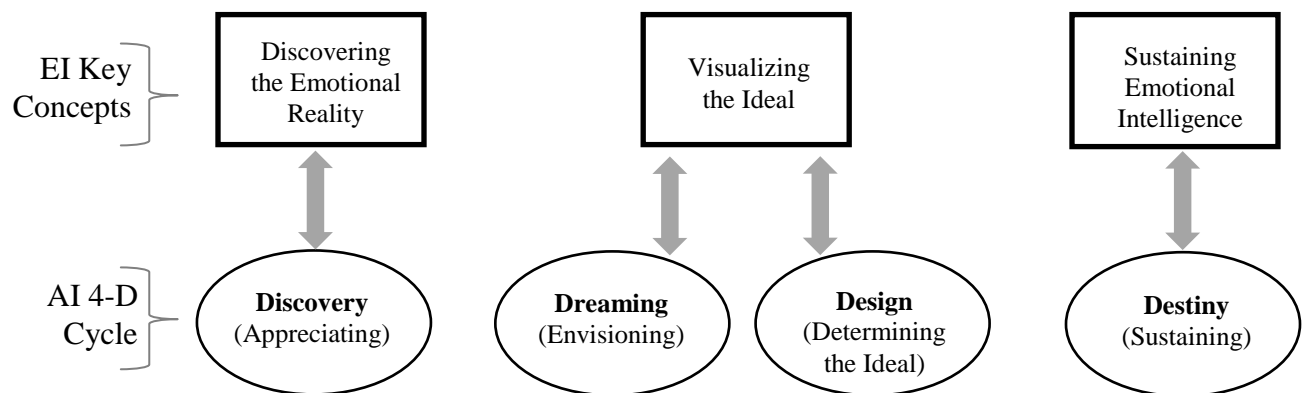 EI Key
Concepts
Discovering
the Emotional
Reality
Visualizing
the Ideal
Sustaining
Emotional
Intelligence
AI 4-D
Cycle
Discovery
(Appreciating)
Dreaming
(Envisioning)
Design
(Determining
the Ideal)
Destiny
(Sustaining)